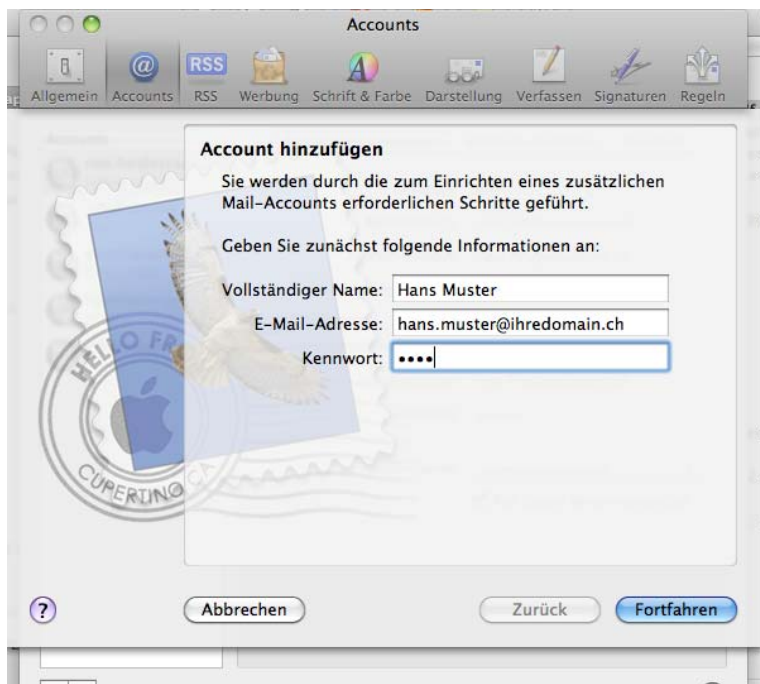 Accounts
RSS
Allgemein Accounts RSS Werbung Schrift & Farbe Darstellung Verfassen Signaturen Regeln
Account hinzufügen
Sie werden durch die zum Einrichten eines zusätzlichen
Mail-Accounts erforderlichen Schritte geführt.
Geben Sie zunächst folgende Informationen an:
Vollständiger Name: Hans Muster
E-Mail-Adresse: hans.muster@ihredomain.ch
Kennwort: ••••
HELLO FR
CUPERTINO CA
? Abbrechen Zurück Fortfahren